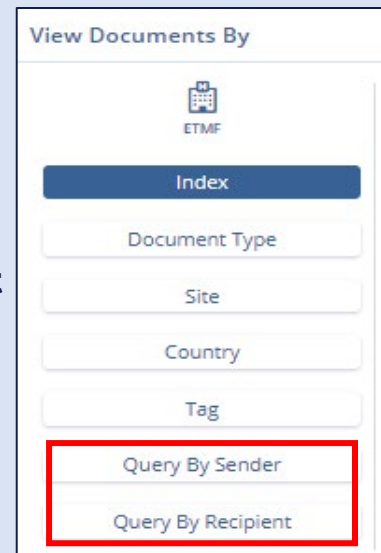 View Documents By
ETMF
Index
Document Type
Site
Country
Tag
Query By Sender
Query By Recipient